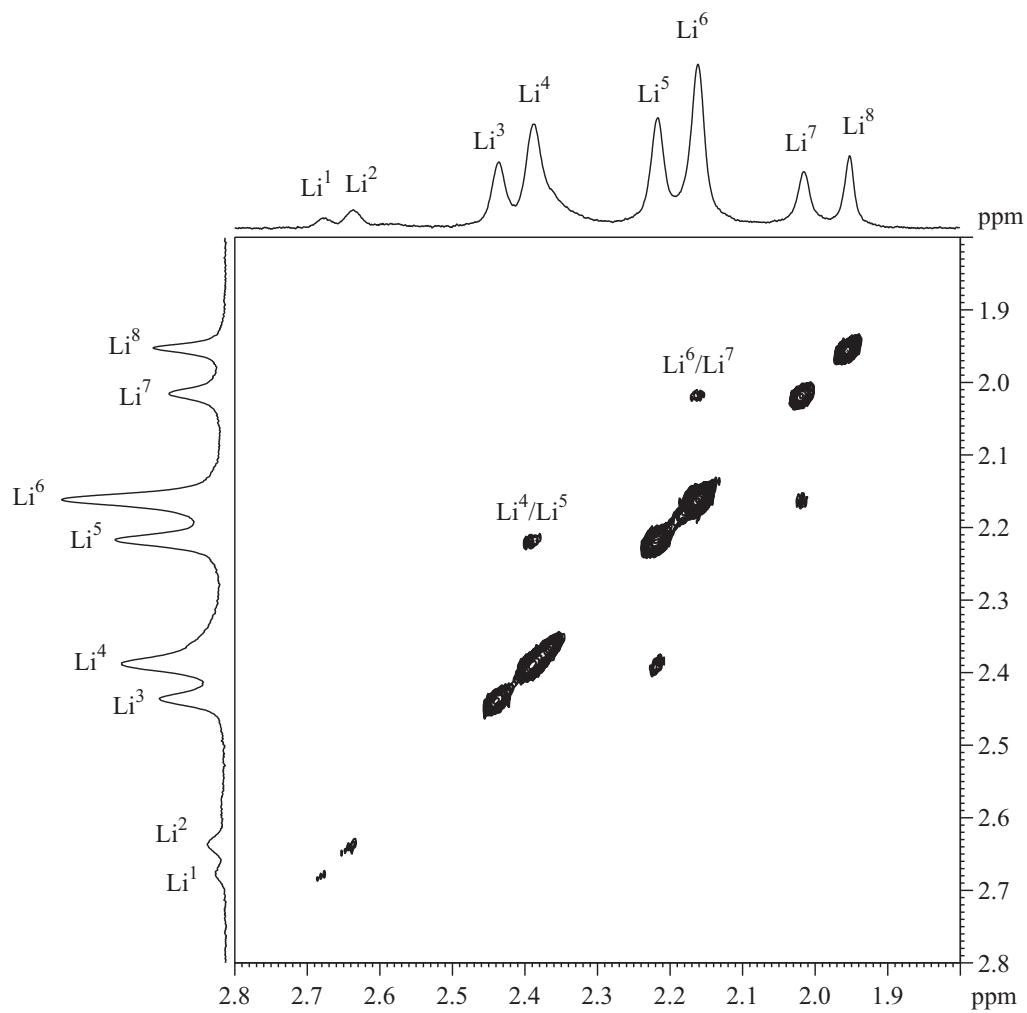 Li⁶
Li⁴
Li⁵
Li³
Li⁷
Li⁸
Li¹
Li²
ppm
1.9
Li⁸
Li⁶/Li⁷
2.0
Li⁷
2.1
Li⁶
Li⁴/Li⁵
2.2
Li⁵
2.3
Li⁴
2.4
Li³
2.5
2.6
Li²
2.7
Li¹
2.8
2.8 2.7 2.6 2.5 2.4 2.3 2.2 2.1 2.0 1.9 ppm